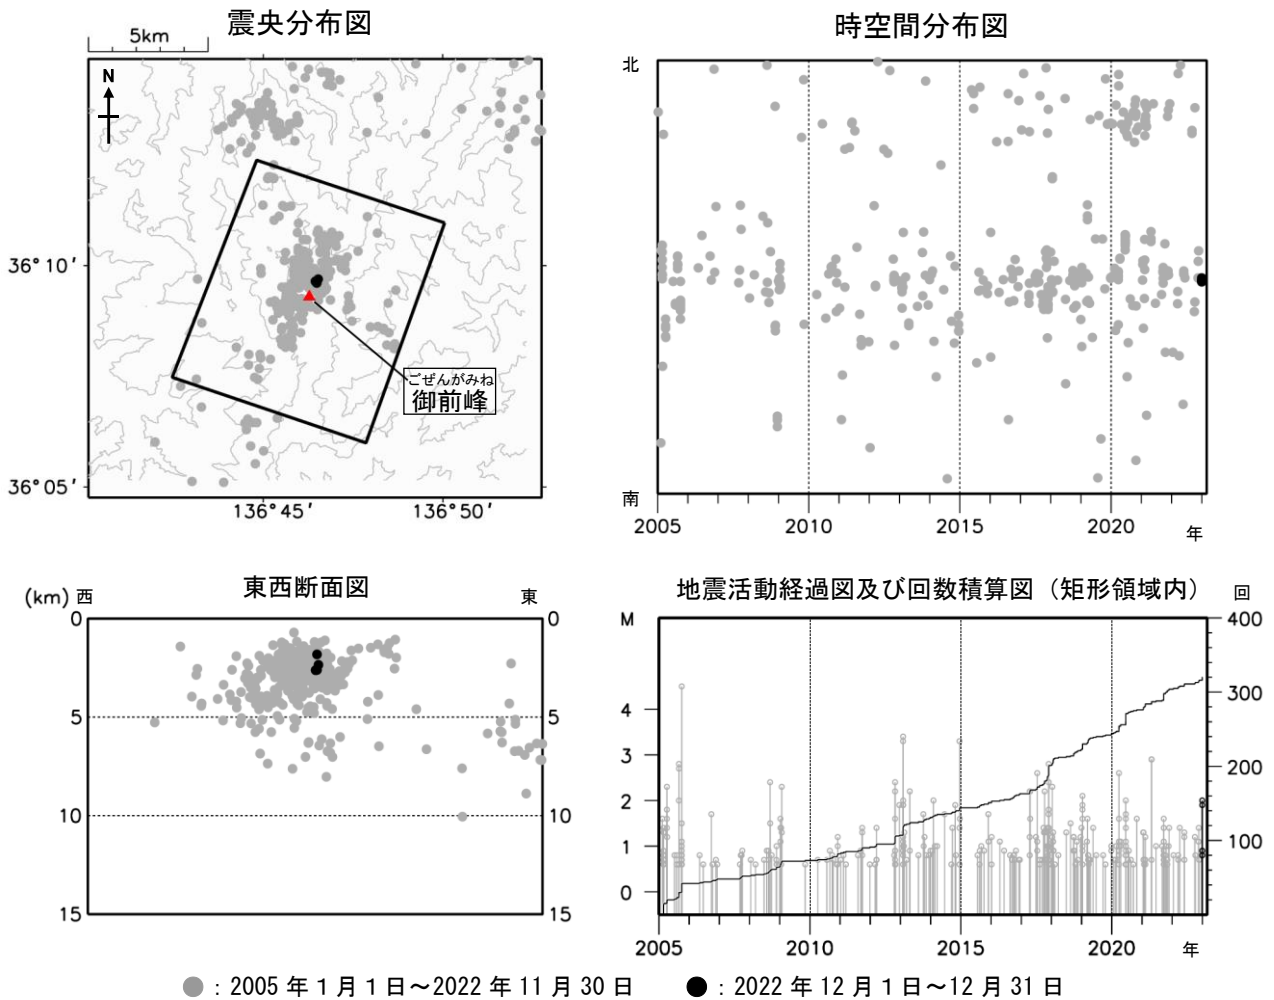 震央分布図
5km
N
36°10′
36°05′
136°45′
136°50′
ごぜんがみね
御前峰
時空間分布図
北
南
2005
2010
2015
2020
年
東西断面図
(km) 西
東
0
0
5
5
10
10
15
15
地震活動経過図及び回数積算図（矩形領域内）
M
回
4
3
2
1
0
400
300
200
100
2005
2010
2015
2020
年
：2005 年 1 月 1 日～2022 年 11 月 30 日
：2022 年 12 月 1 日～12 月 31 日